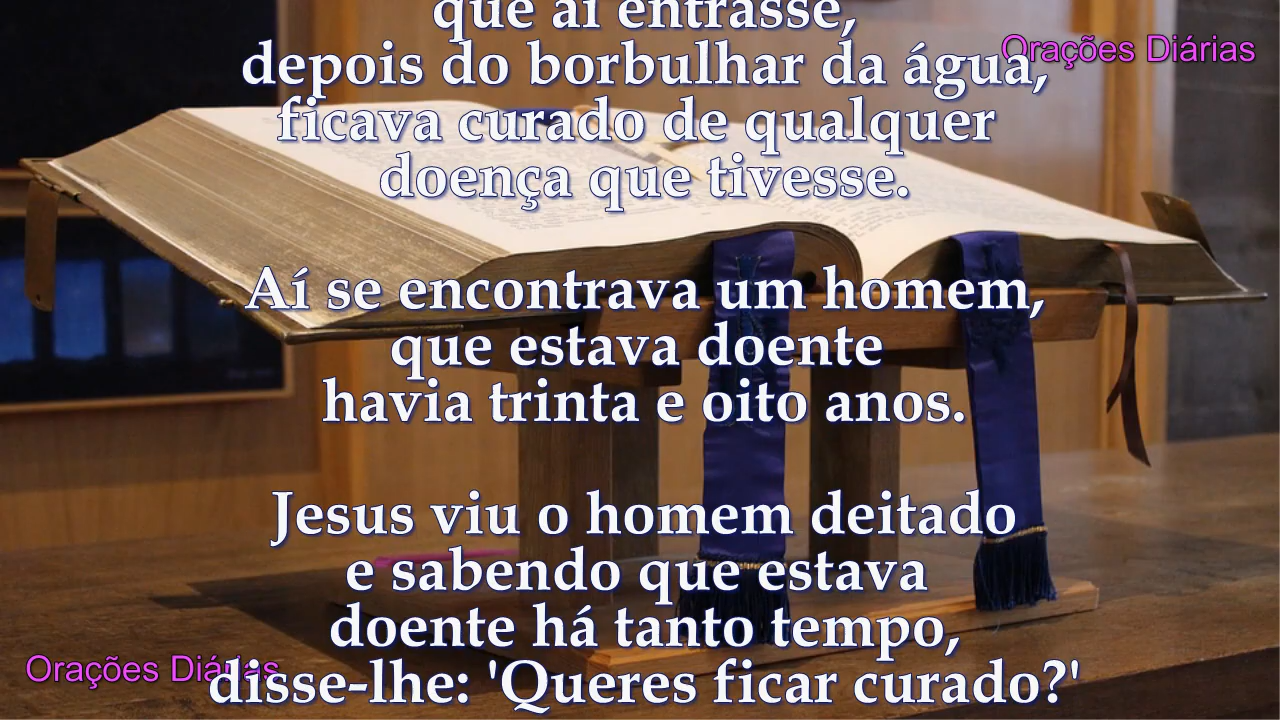 que aí entrasse,
Orações Diárias
depois do borbulhar da água,
ficava curado de qualquer
doença que tivesse.
Aí se encontrava um homem,
que estava doente
havia trinta e oito anos.
Jesus viu o homem deitado
e sabendo que estava
doente há tanto tempo,
Orações Diárias
disse-lhe: 'Queres ficar curado?'